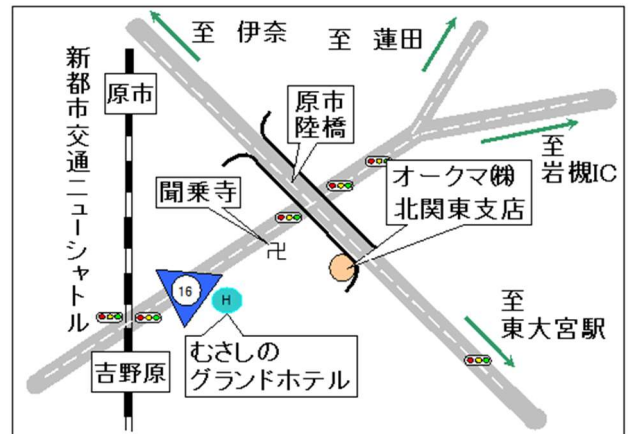 至 伊奈
至 蓮田
新都市交通ニューシャトル
原市
原市
陸橋
至
岩槻IC
オークマ㈱
北関東支店
聞乗寺
卍
16
H
至
東大宮駅
むさしの
グランドホテル
吉野原